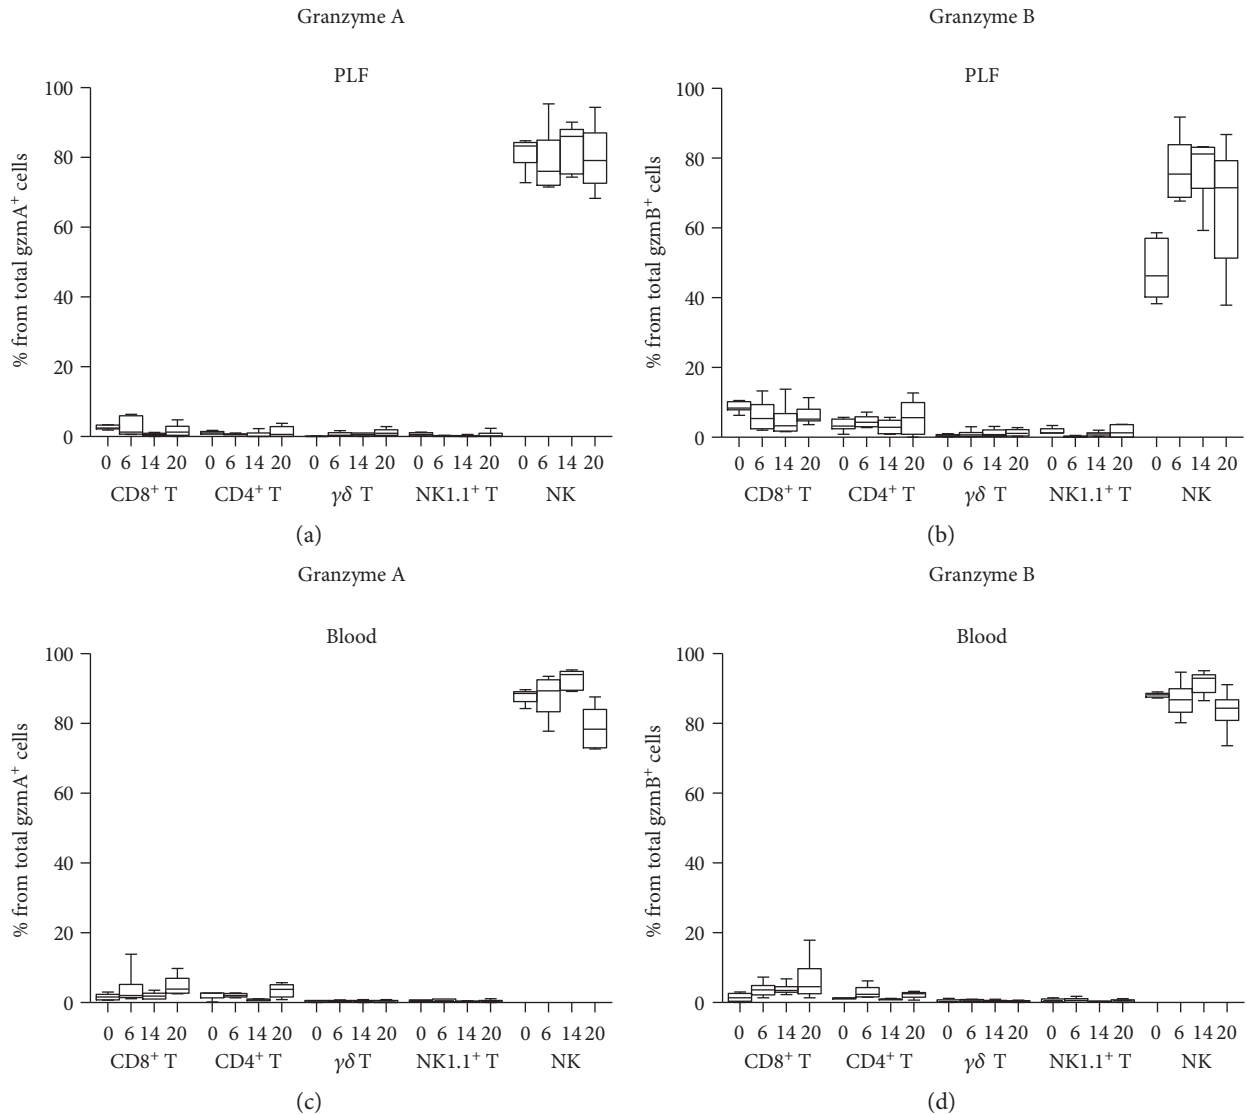 Granzyme A
PLF
% from total gzmA⁺ cells
100
80
60
40
20
0
0 6 14 20 0 6 14 20 0 6 14 20 0 6 14 20 0 6 14 20
CD8⁺ T CD4⁺ T γδ T NK1.1⁺ T NK
(a)
Granzyme B
PLF
% from total gzmB⁺ cells
100
80
60
40
20
0
0 6 14 20 0 6 14 20 0 6 14 20 0 6 14 20 0 6 14 20
CD8⁺ T CD4⁺ T γδ T NK1.1⁺ T NK
(b)
Granzyme A
Blood
% from total gzmA⁺ cells
100
80
60
40
20
0
0 6 14 20 0 6 14 20 0 6 14 20 0 6 14 20 0 6 14 20
CD8⁺ T CD4⁺ T γδ T NK1.1⁺ T NK
(c)
Granzyme B
Blood
% from total gzmB⁺ cells
100
80
60
40
20
0
0 6 14 20 0 6 14 20 0 6 14 20 0 6 14 20 0 6 14 20
CD8⁺ T CD4⁺ T γδ T NK1.1⁺ T NK
(d)